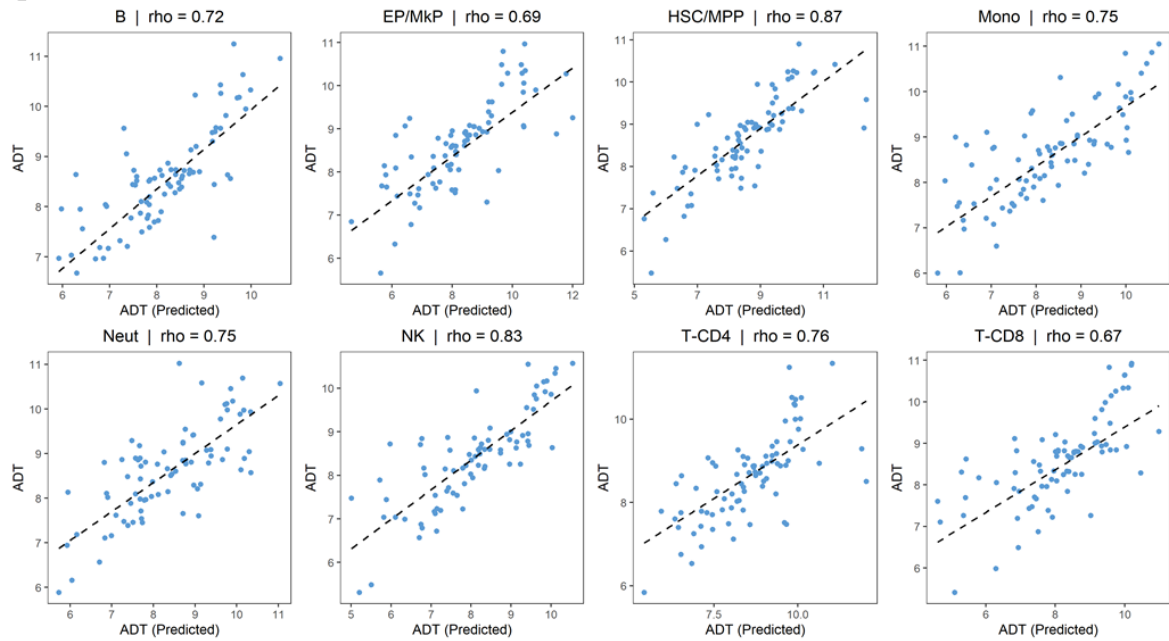 B | rho = 0.72
EP/MkP | rho = 0.69
HSC/MPP | rho = 0.87
Mono | rho = 0.75
ADT
11
10
9
8
7
6 7 8 9 10
ADT (Predicted)
ADT
11
10
9
8
7
6
6 8 10 12
ADT (Predicted)
ADT
11
10
9
8
7
6
5 7 9 11
ADT (Predicted)
ADT
11
10
9
8
7
6
6 7 8 9 10
ADT (Predicted)
Neut | rho = 0.75
NK | rho = 0.83
T-CD4 | rho = 0.76
T-CD8 | rho = 0.67
ADT
11
10
9
8
7
6
6 7 8 9 10 11
ADT (Predicted)
ADT
10
9
8
7
6
5 6 7 8 9 10
ADT (Predicted)
ADT
10
8
6
7.5 10.0
ADT (Predicted)
ADT
11
10
9
8
7
6
6 8 10
ADT (Predicted)